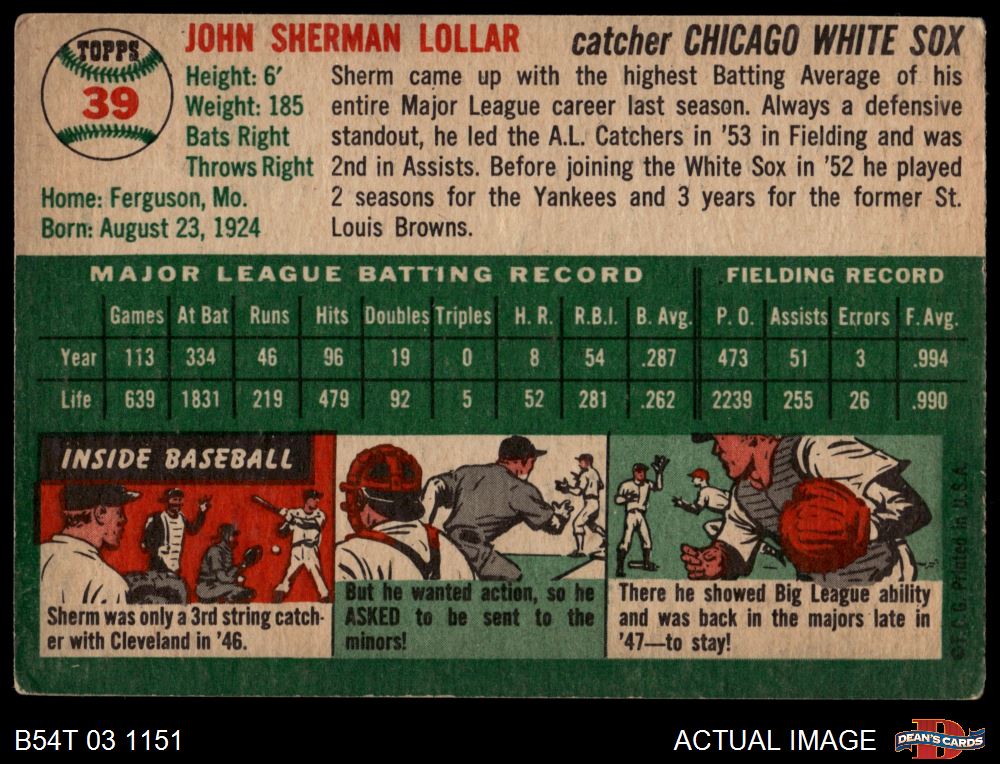 TOPPS
39
JOHN SHERMAN LOLLAR
catcher CHICAGO WHITE SOX
Height: 6'
Weight: 185
Bats Right
Throws Right
Home: Ferguson, Mo.
Born: August 23, 1924
Sherm came up with the highest Batting Average of his
entire Major League career last season. Always a defensive
standout, he led the A.L. Catchers in '53 in Fielding and was
2nd in Assists. Before joining the White Sox in '52 he played
2 seasons for the Yankees and 3 years for the former St.
Louis Browns.
MAJOR LEAGUE BATTING RECORD FIELDING RECORD
Games At Bat Runs Hits Doubles Triples H. R. R.B.I. B. Avg. P. O. Assists Errors F. Avg.
Year 113 334 46 96 19 0 8 54 .287 473 51 3 .994
Life 639 1831 219 479 92 5 52 281 .262 2239 255 26 .990
INSIDE BASEBALL
Sherm was only a 3rd string catch-
er with Cleveland in '46.
But he wanted action, so he
ASKED to be sent to the
minors!
There he showed Big League ability
and was back in the majors late in
'47—to stay!
©T.C.G. Printed in U.S.A.
B54T 03 1151
ACTUAL IMAGE
DEAN'S CARDS